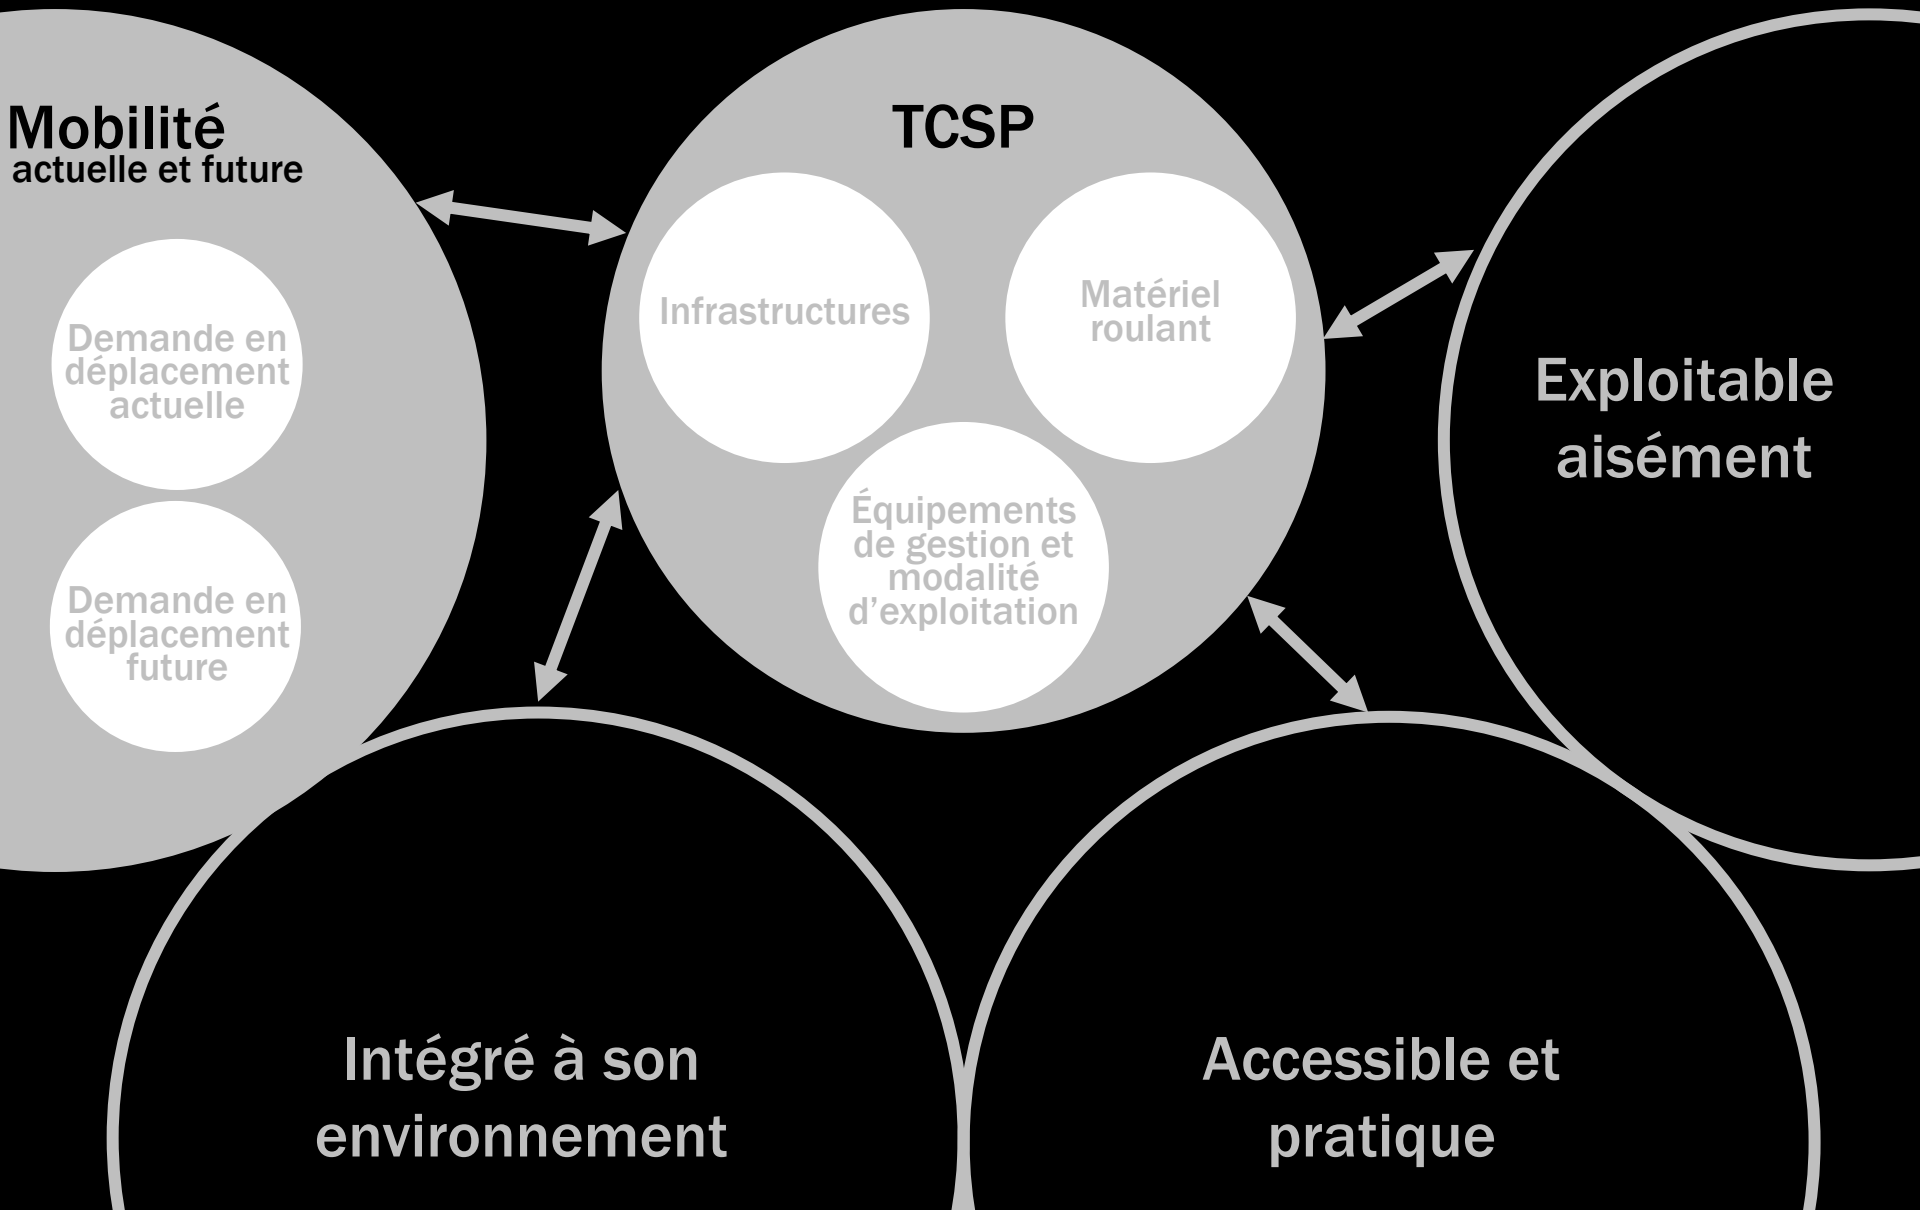 Mobilité
actuelle et future
Demande en
déplacement
actuelle
Demande en
déplacement
future
TCSP
Infrastructures
Matériel
roulant
Équipements
de gestion et
modalité
d’exploitation
Exploitable
aisément
Intégré à son
environnement
Accessible et
pratique